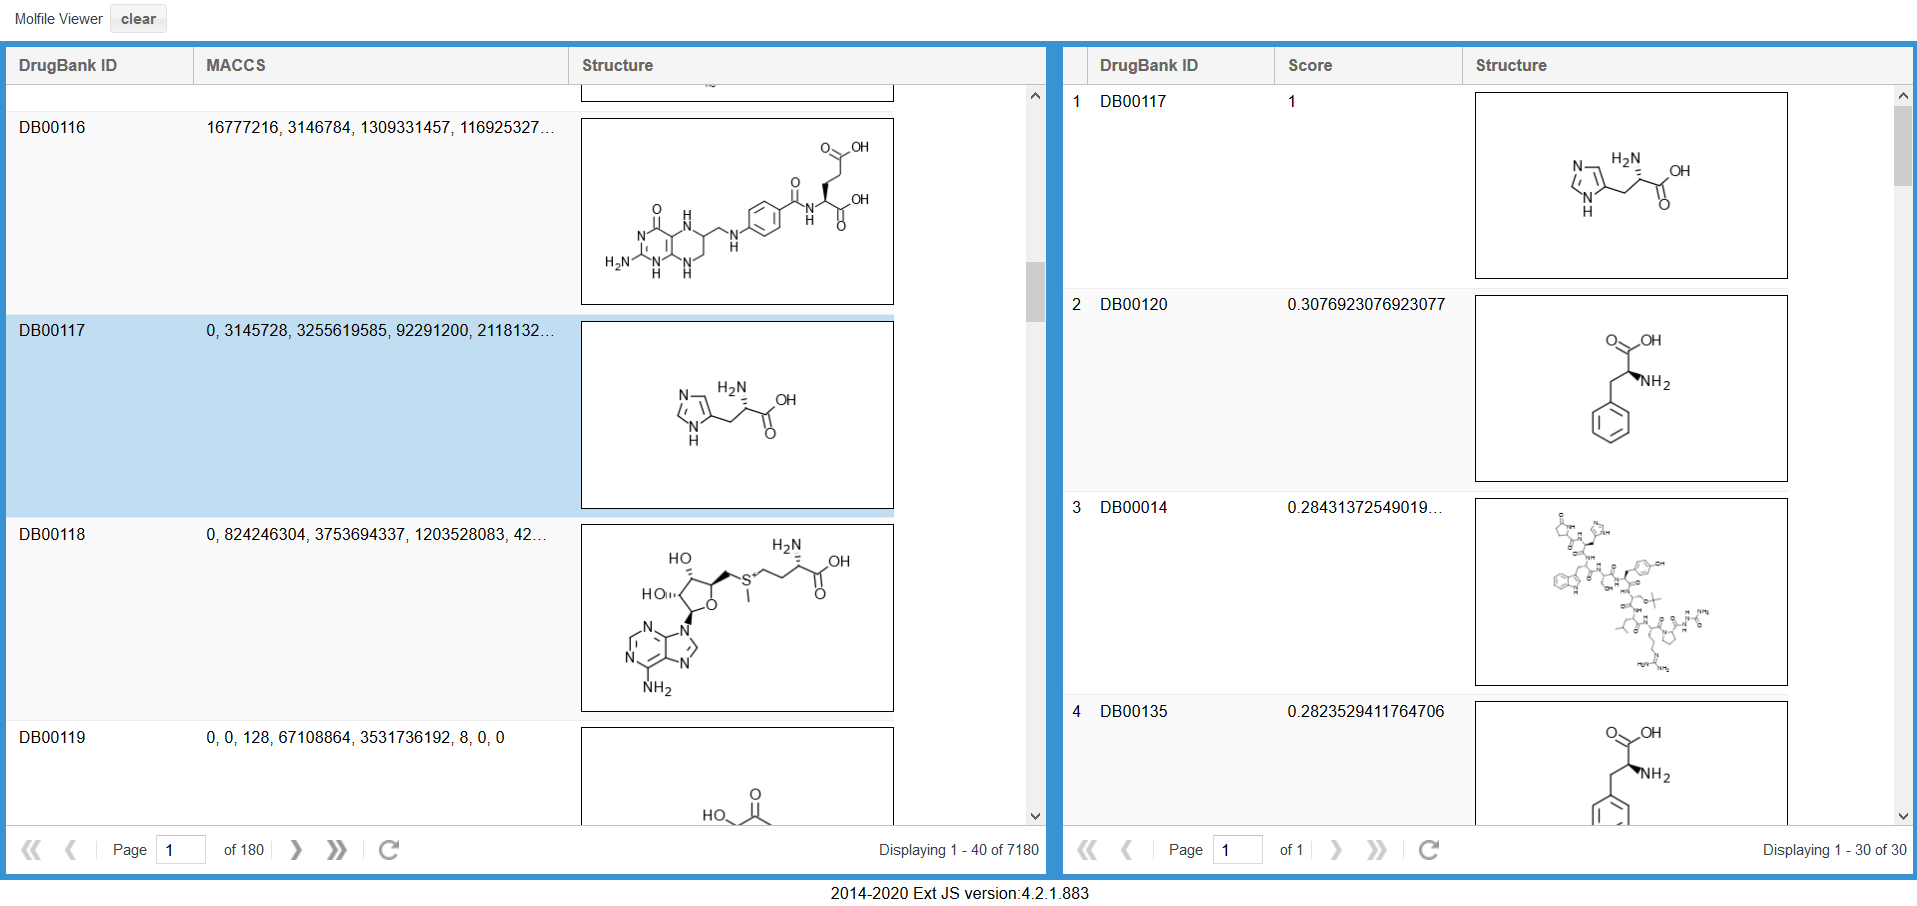 Molfile Viewer clear
DrugBank ID MACCS Structure
DB00116 16777216, 3146784, 1309331457, 116925327...
O OH
O OH
O N H O
O H N N NH
H2N N H N H
DB00117 0, 3145728, 3255619585, 92291200, 2118132...
N H2N OH
N H O
DB00118 0, 824246304, 3753694337, 1203528083, 42...
HO H2N OH
HO S+ O
O
N N
N N
NH2
DB00119 0, 0, 128, 67108864, 3531736192, 8, 0, 0
O
HO
Page 1 of 180 Displaying 1 - 40 of 7180
DrugBank ID Score Structure
1 DB00117 1
N H2N OH
N H O
2 DB00120 0.3076923076923077
O OH
NH2
3 DB00014 0.28431372549019...
4 DB00135 0.2823529411764706
O OH
NH2
Page 1 of 1 Displaying 1 - 30 of 30
2014-2020 Ext JS version:4.2.1.883